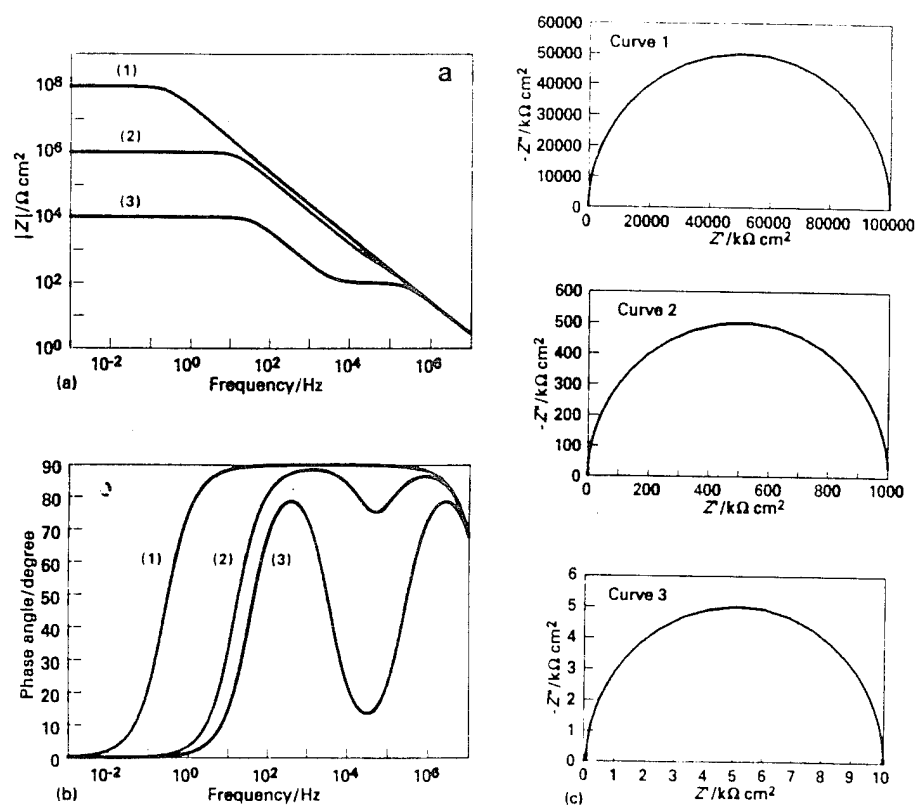 a
(1)
(2)
(3)
10⁸
10⁶
10⁴
10²
10⁰
|Z|/Ω cm²
10⁻² 10⁰ 10² 10⁴ 10⁶
(a) Frequency/Hz
90
80
70
60
50
40
30
20
10
0
Phase angle/degree
(1) (2) (3)
10⁻² 10⁰ 10² 10⁴ 10⁶
(b) Frequency/Hz
Curve 1
60000
50000
40000
30000
20000
10000
0
-Z"/kΩ cm²
0 20000 40000 60000 80000 100000
Z'/kΩ cm²
Curve 2
600
500
400
300
200
100
0
-Z"/kΩ cm²
0 200 400 600 800 1000
Z'/kΩ cm²
Curve 3
6
5
4
3
2
1
0
-Z"/kΩ cm²
0 1 2 3 4 5 6 7 8 9 10
(c) Z'/kΩ cm²